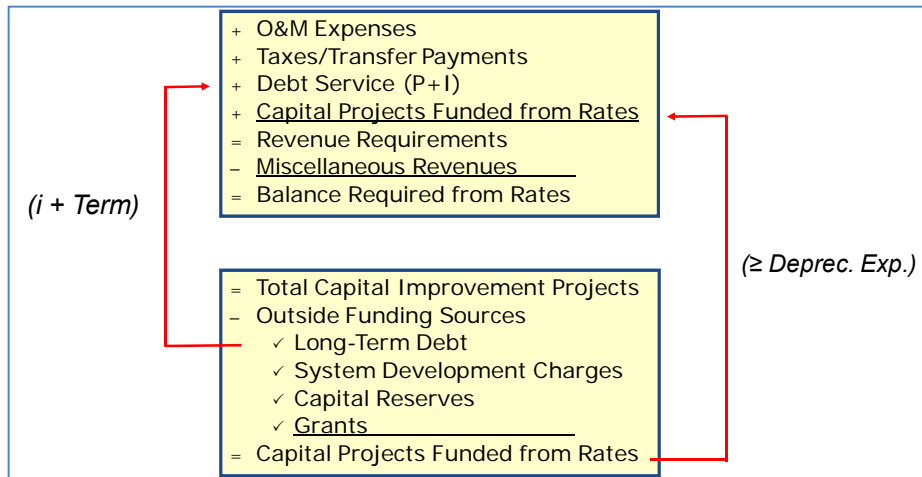 + O&M Expenses
+ Taxes/Transfer Payments
+ Debt Service (P+I)
+ Capital Projects Funded from Rates
= Revenue Requirements
– Miscellaneous Revenues
= Balance Required from Rates
(i + Term)
(≥ Deprec. Exp.)
= Total Capital Improvement Projects
– Outside Funding Sources
✓ Long-Term Debt
✓ System Development Charges
✓ Capital Reserves
✓ Grants
= Capital Projects Funded from Rates